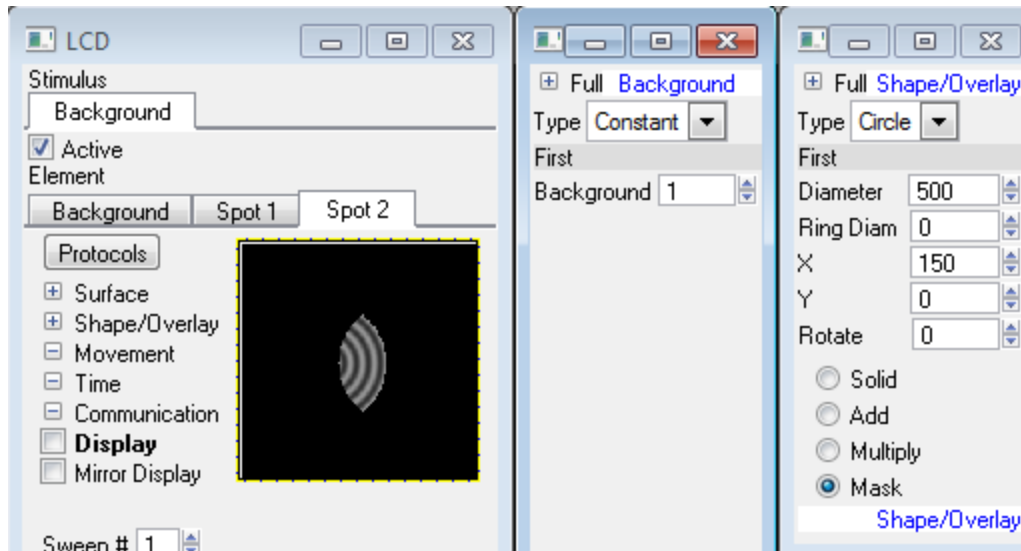 LCD
Stimulus
Background
Active
Element
Background Spot 1 Spot 2
Protocols
Surface
Shape/Overlay
Movement
Time
Communication
Display
Mirror Display
Sweep # 1
Full Background
Type Constant
First
Background 1
Full Shape/Overlay
Type Circle
First
Diameter 500
Ring Diam 0
X 150
Y 0
Rotate 0
Solid
Add
Multiply
Mask
Shape/Overlay